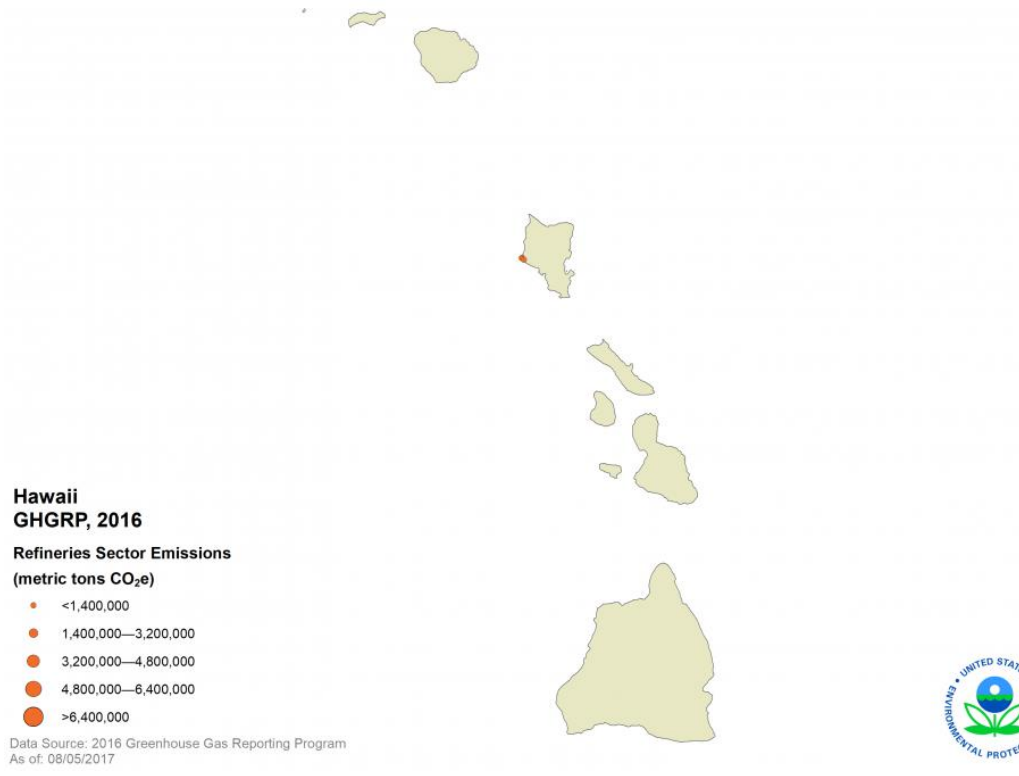 Hawaii
GHGRP, 2016
Refineries Sector Emissions
(metric tons CO₂e)
<1,400,000
1,400,000—3,200,000
3,200,000—4,800,000
4,800,000—6,400,000
>6,400,000
Data Source: 2016 Greenhouse Gas Reporting Program
As of: 08/05/2017
UNITED
ENVIRONMENTAL